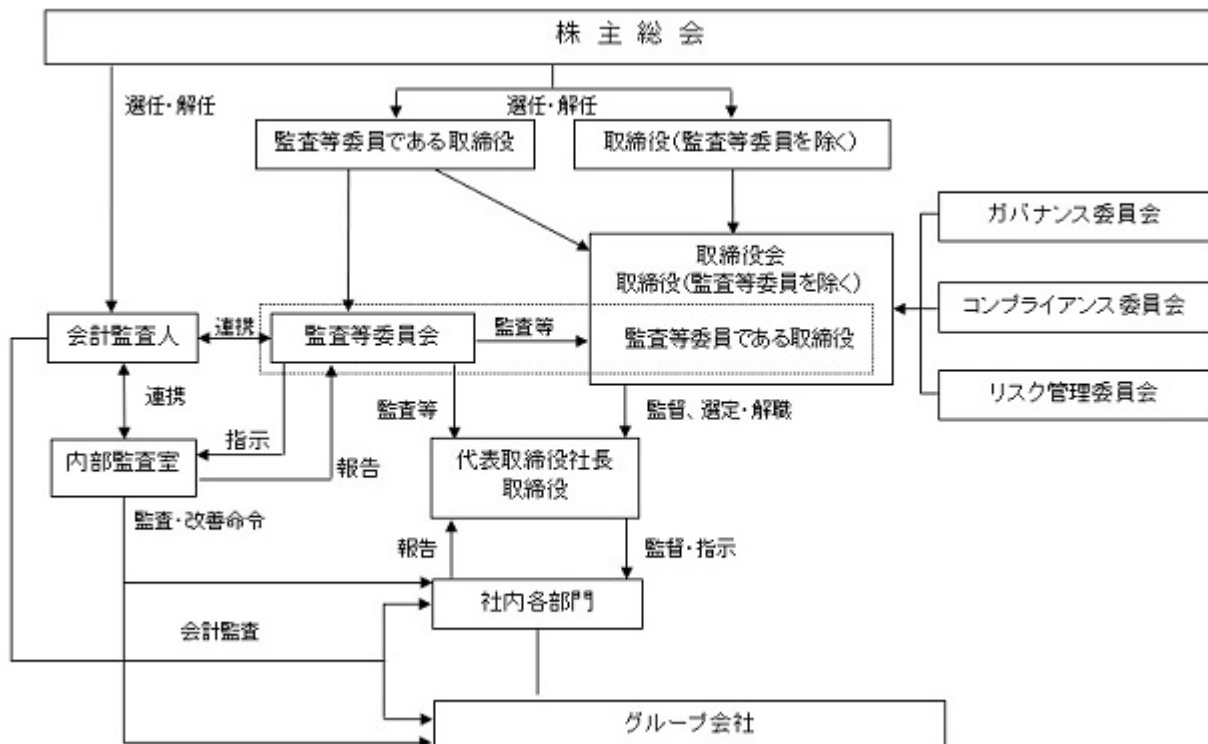 株主総会
選任・解任
選任・解任
監査等委員である取締役
取締役(監査等委員を除く)
ガバナンス委員会
取締役会
取締役(監査等委員を除く)
コンプライアンス委員会
会計監査人
連携
監査等委員会
監査等
監査等委員である取締役
リスク管理委員会
連携
監査等
監督、選定・解職
指示
内部監査室
報告
代表取締役社長
取締役
監査・改善命令
報告
監督・指示
社内各部門
会計監査
グループ会社